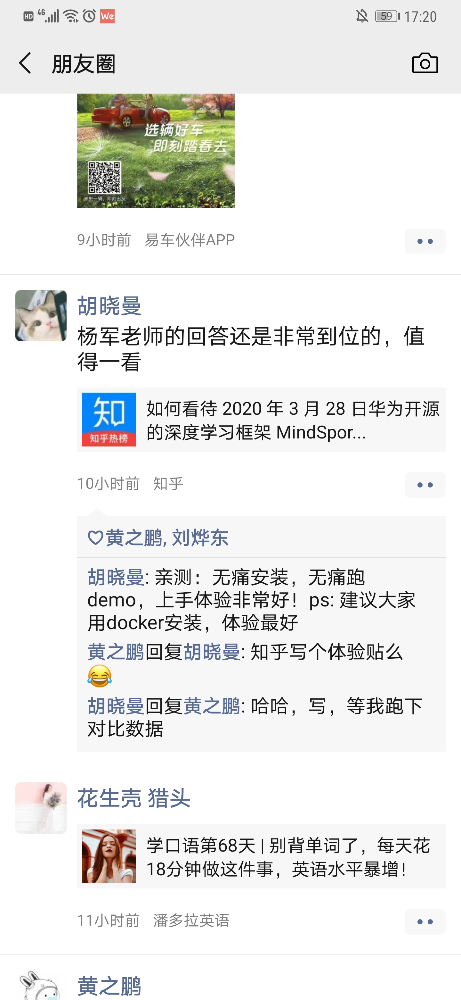 HD 4G We 59 17:20
朋友圈
选辆好车
即刻踏春去
来挑一辆，即刻出发
9小时前 易车伙伴APP
胡晓曼
杨军老师的回答还是非常到位的，值
得一看
知
知乎热榜
如何看待 2020 年 3 月 28 日华为开源
的深度学习框架 MindSpor...
10小时前 知乎
黄之鹏, 刘烨东
胡晓曼: 亲测：无痛安装，无痛跑
demo，上手体验非常好！ps: 建议大家
用docker安装，体验最好
黄之鹏回复胡晓曼: 知乎写个体验贴么
😂
胡晓曼回复黄之鹏: 哈哈，写，等我跑下
对比数据
花生壳 猎头
学口语第68天 | 别背单词了，每天花
18分钟做这件事，英语水平暴增！
11小时前 潘多拉英语
黄之鹏